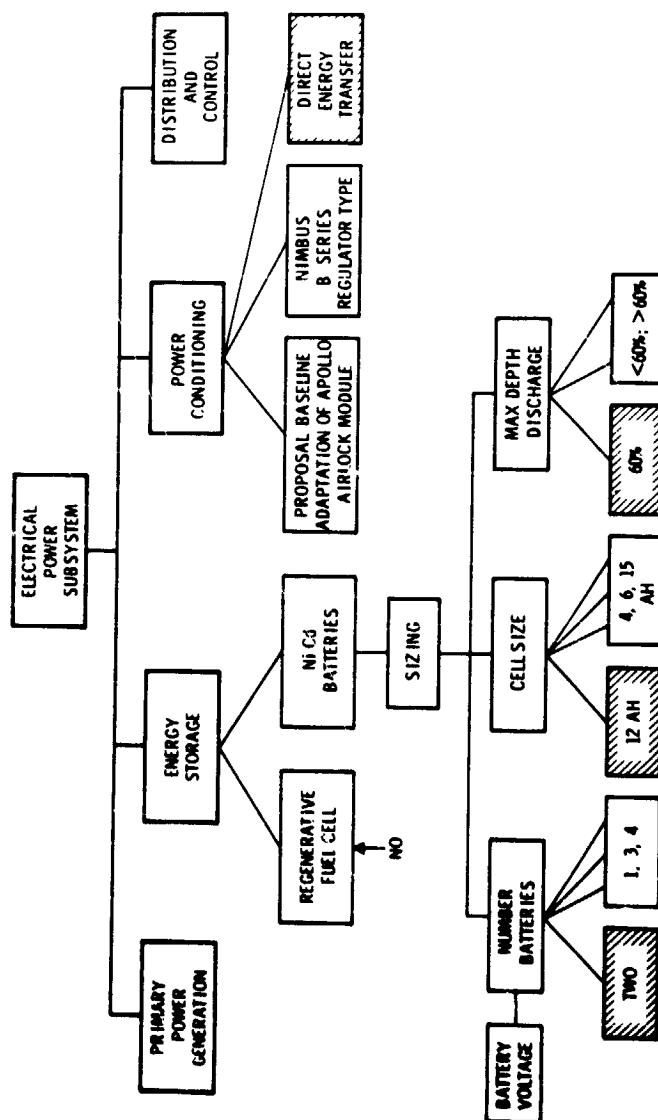 ELECTRICAL
POWER
SUBSYSTEM
PRIMARY
POWER
GENERATION
ENERGY
STORAGE
POWER
CONDITIONING
DISTRIBUTION
AND
CONTROL
REGENERATIVE
FUEL CELL
NO
Ni Cd
BATTERIES
PROPOSAL BASELINE
ADAPTATION OF APOLLO
AIRLOCK MODULE
NIMBUS
B SERIES
REGULATOR TYPE
DIRECT
ENERGY
TRANSFER
SIZING
BATTERY
VOLTAGE
NUMBER
BATTERIES
CELL SIZE
MAX DEPTH
DISCHARGE
TWO
1, 3, 4
12 AH
4, 6, 15
AH
60%
<60%; >60%